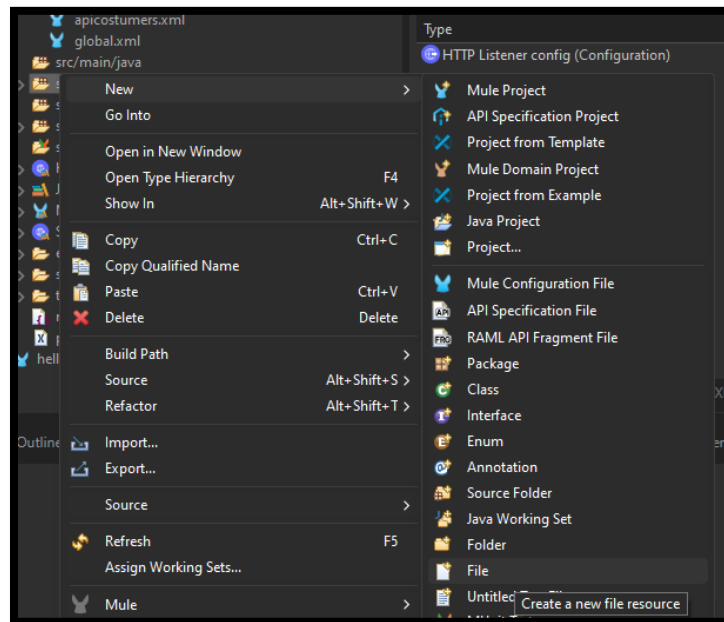 apicostumers.xml
global.xml
src/main/java
Type
HTTP Listener config (Configuration)
New
Go Into
Open in New Window
Open Type Hierarchy F4
Show In Alt+Shift+W
Copy Ctrl+C
Copy Qualified Name
Paste Ctrl+V
Delete Delete
Build Path
Source Alt+Shift+S
Refactor Alt+Shift+T
Import...
Export...
Source
Refresh F5
Assign Working Sets...
Mule
Mule Project
API Specification Project
Project from Template
Mule Domain Project
Project from Example
Java Project
Project...
Mule Configuration File
API Specification File
RAML API Fragment File
Package
Class
Interface
Enum
Annotation
Source Folder
Java Working Set
Folder
File
Untitled
Create a new file resource
hell
Outline